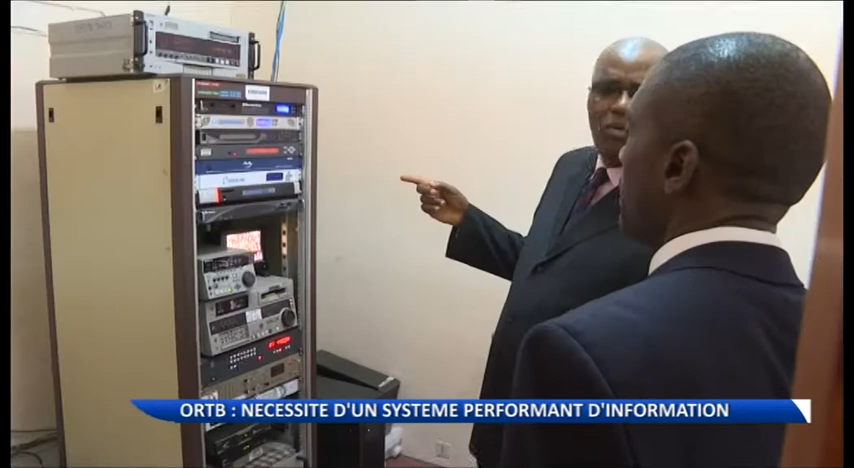 ORTB : NECESSITE D'UN SYSTEME PERFORMANT D'INFORMATION